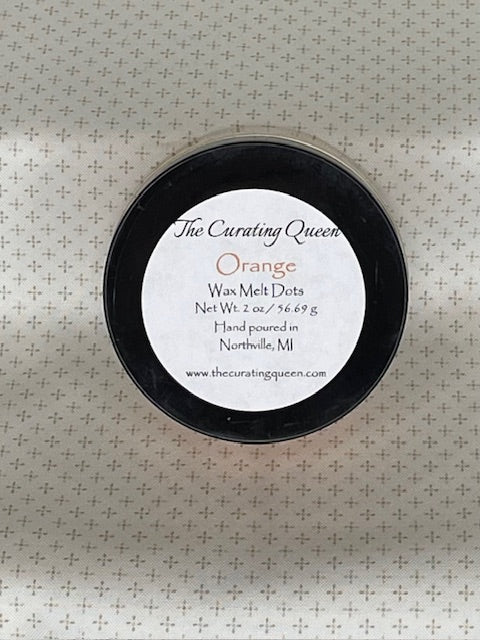 The Curating Queen
Orange
Wax Melt Dots
Net Wt. 2 oz / 56.69 g
Hand poured in
Northville, MI
www.thecuratingqueen.com